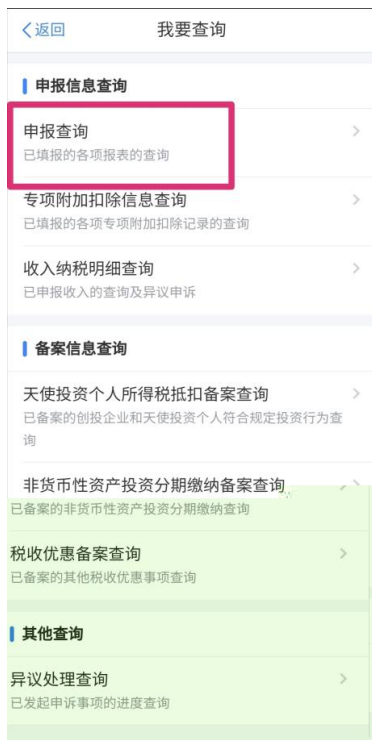 返回
我要查询
申报信息查询
申报查询
已填报的各项报表的查询
专项附加扣除信息查询
已填报的各项专项附加扣除记录的查询
收入纳税明细查询
已申报收入的查询及异议申诉
备案信息查询
天使投资个人所得税抵扣备案查询
已备案的创投企业和天使投资个人符合规定投资行为查
询
非货币性资产投资分期缴纳备案查询
已备案的非货币性资产投资分期缴纳查询
税收优惠备案查询
已备案的其他税收优惠事项查询
其他查询
异议处理查询
已发起申诉事项的进度查询